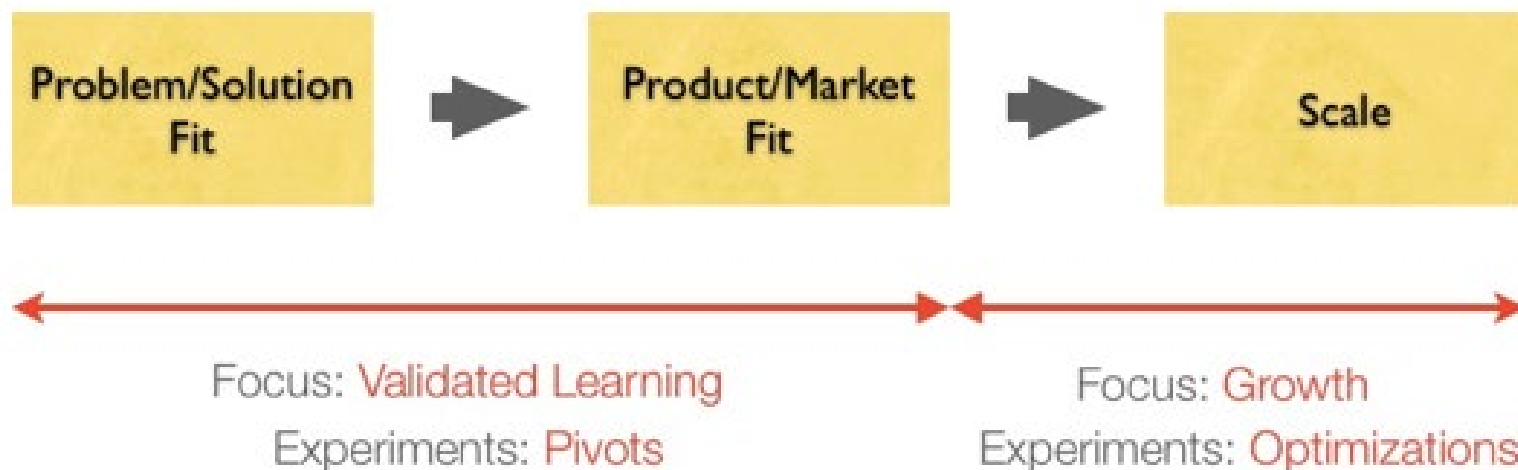 Problem/Solution
Fit
Product/Market
Fit
Scale
Focus: Validated Learning
Experiments: Pivots
Focus: Growth
Experiments: Optimizations